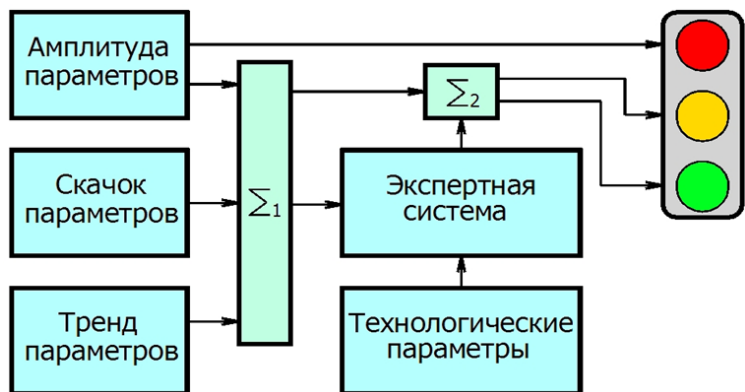 Амплитуда
параметров
Скачок
параметров
Тренд
параметров
∑1
∑2
Экспертная
система
Технологические
параметры